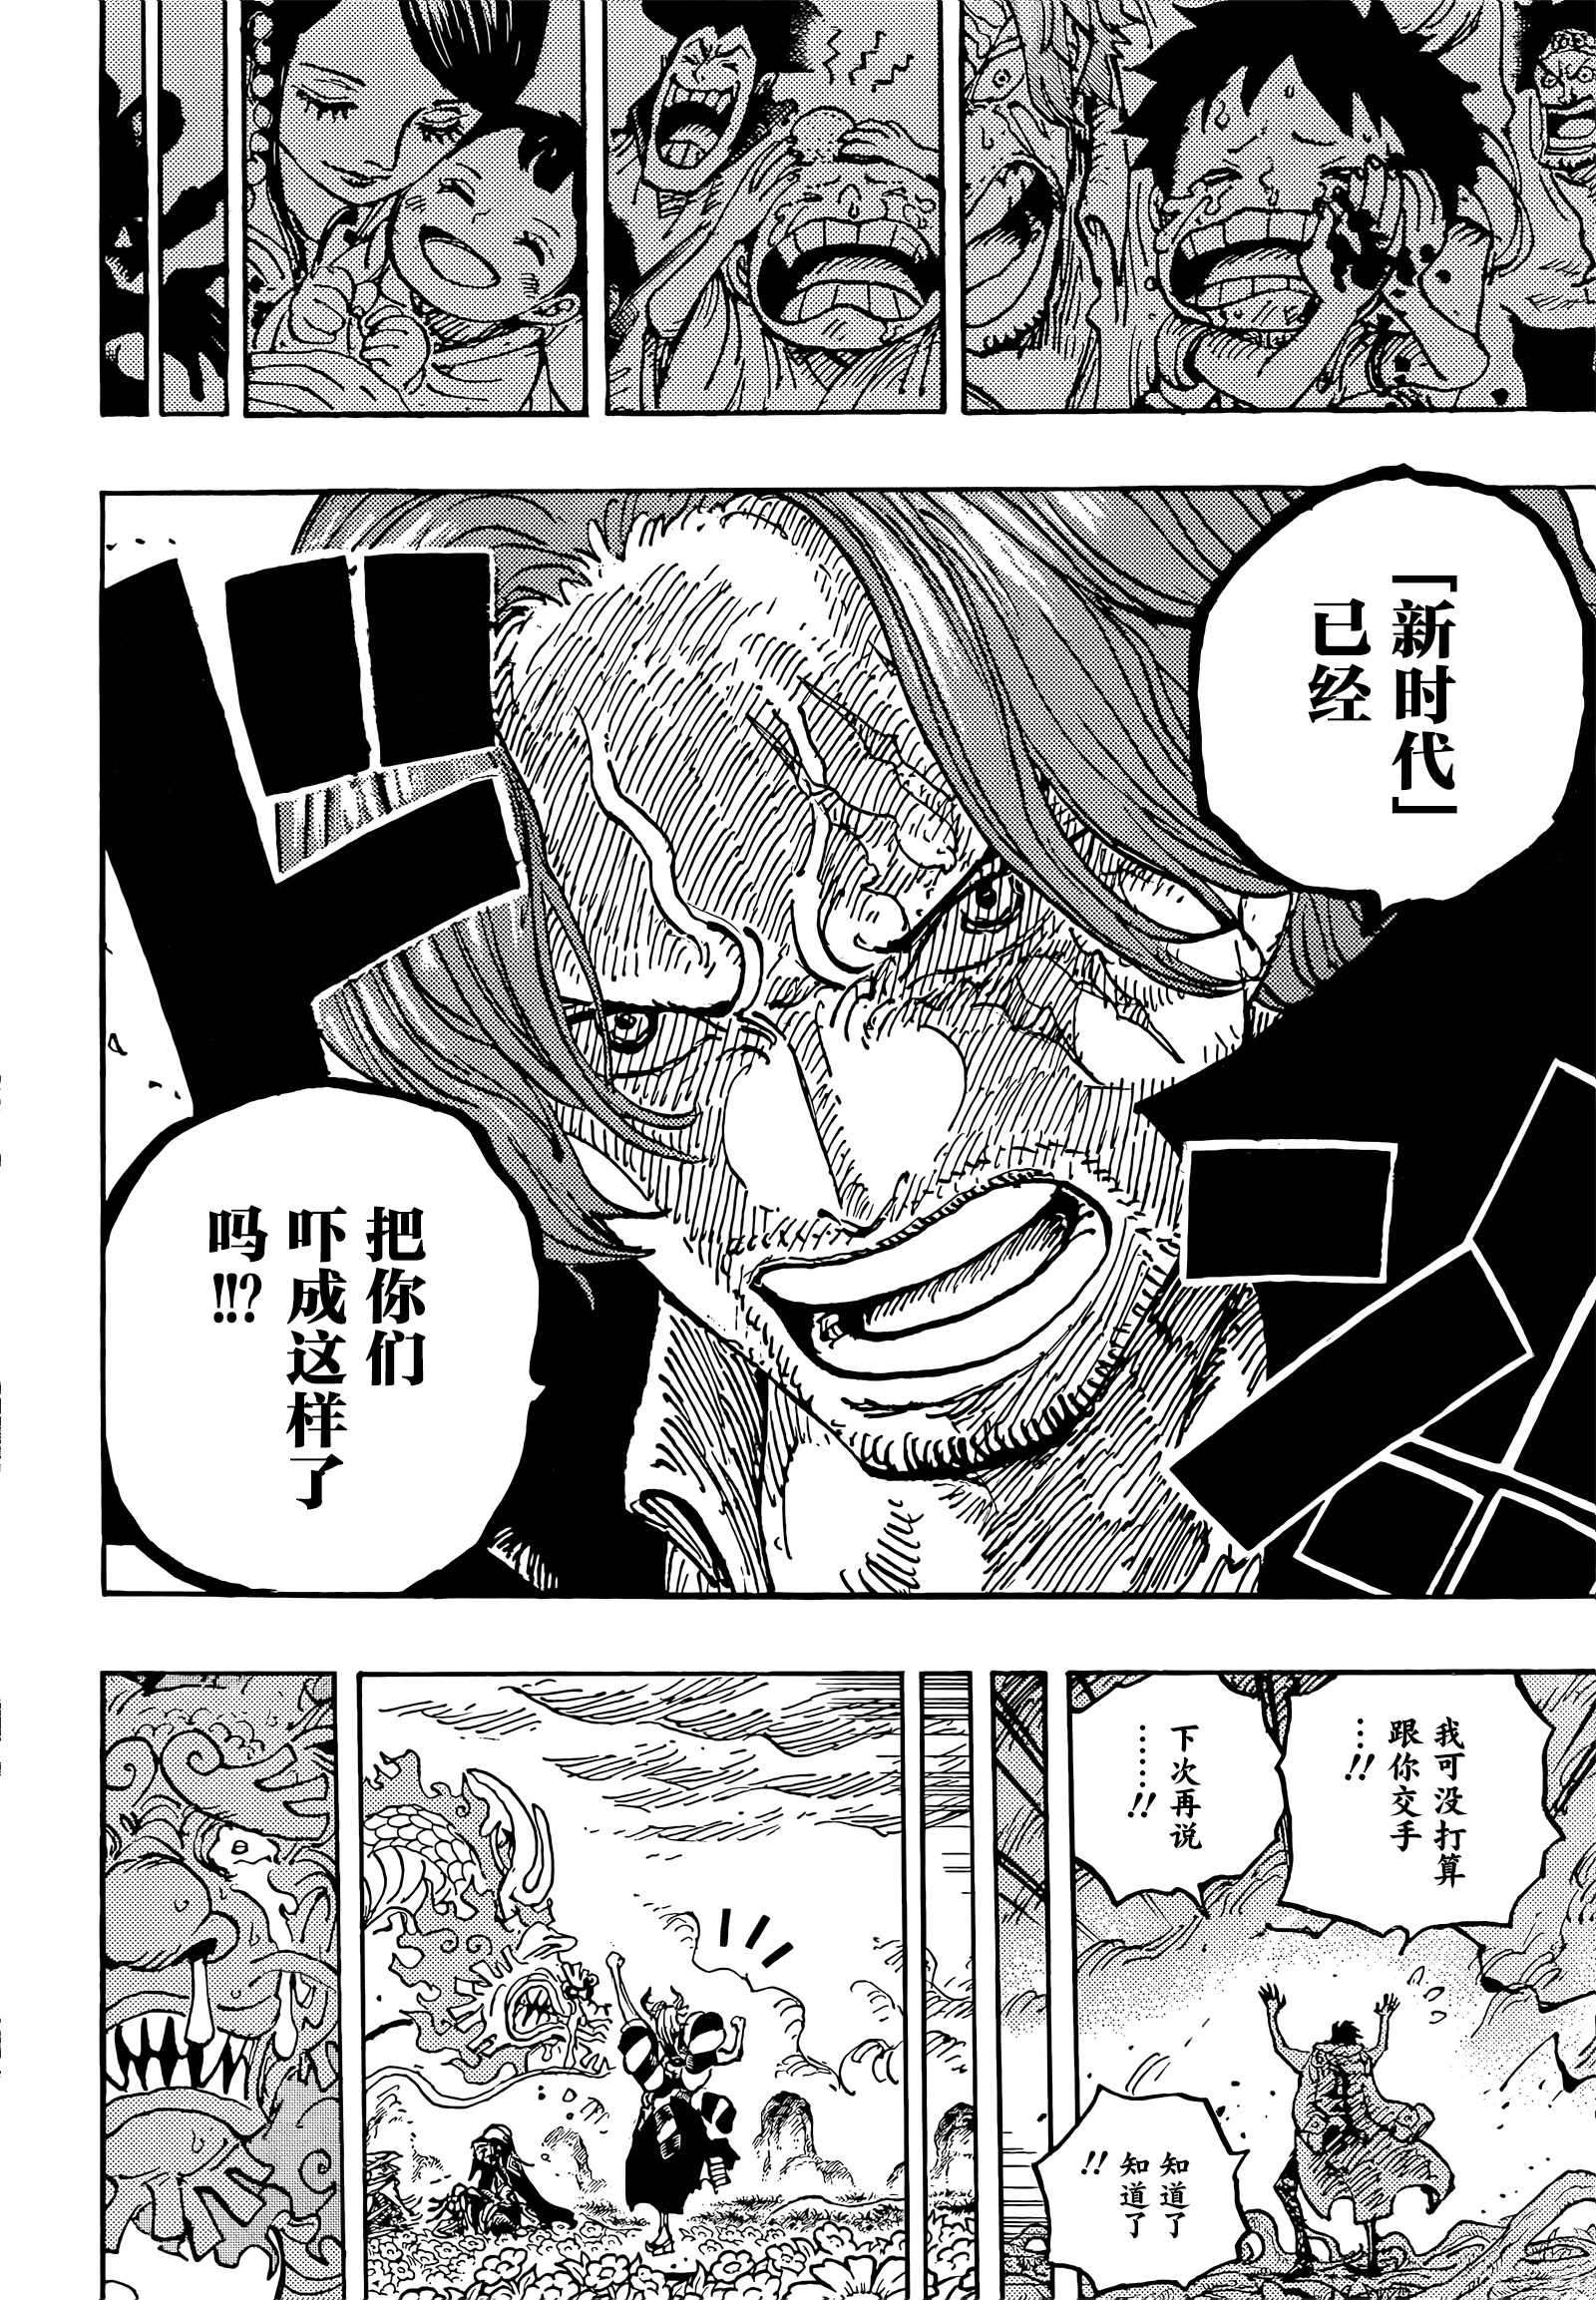 「新时代」
已经
把你们
吓成这样了
吗!!?
我可没打算
跟你交手
…!!
下次再说
……!!
知道了
知道了
!!